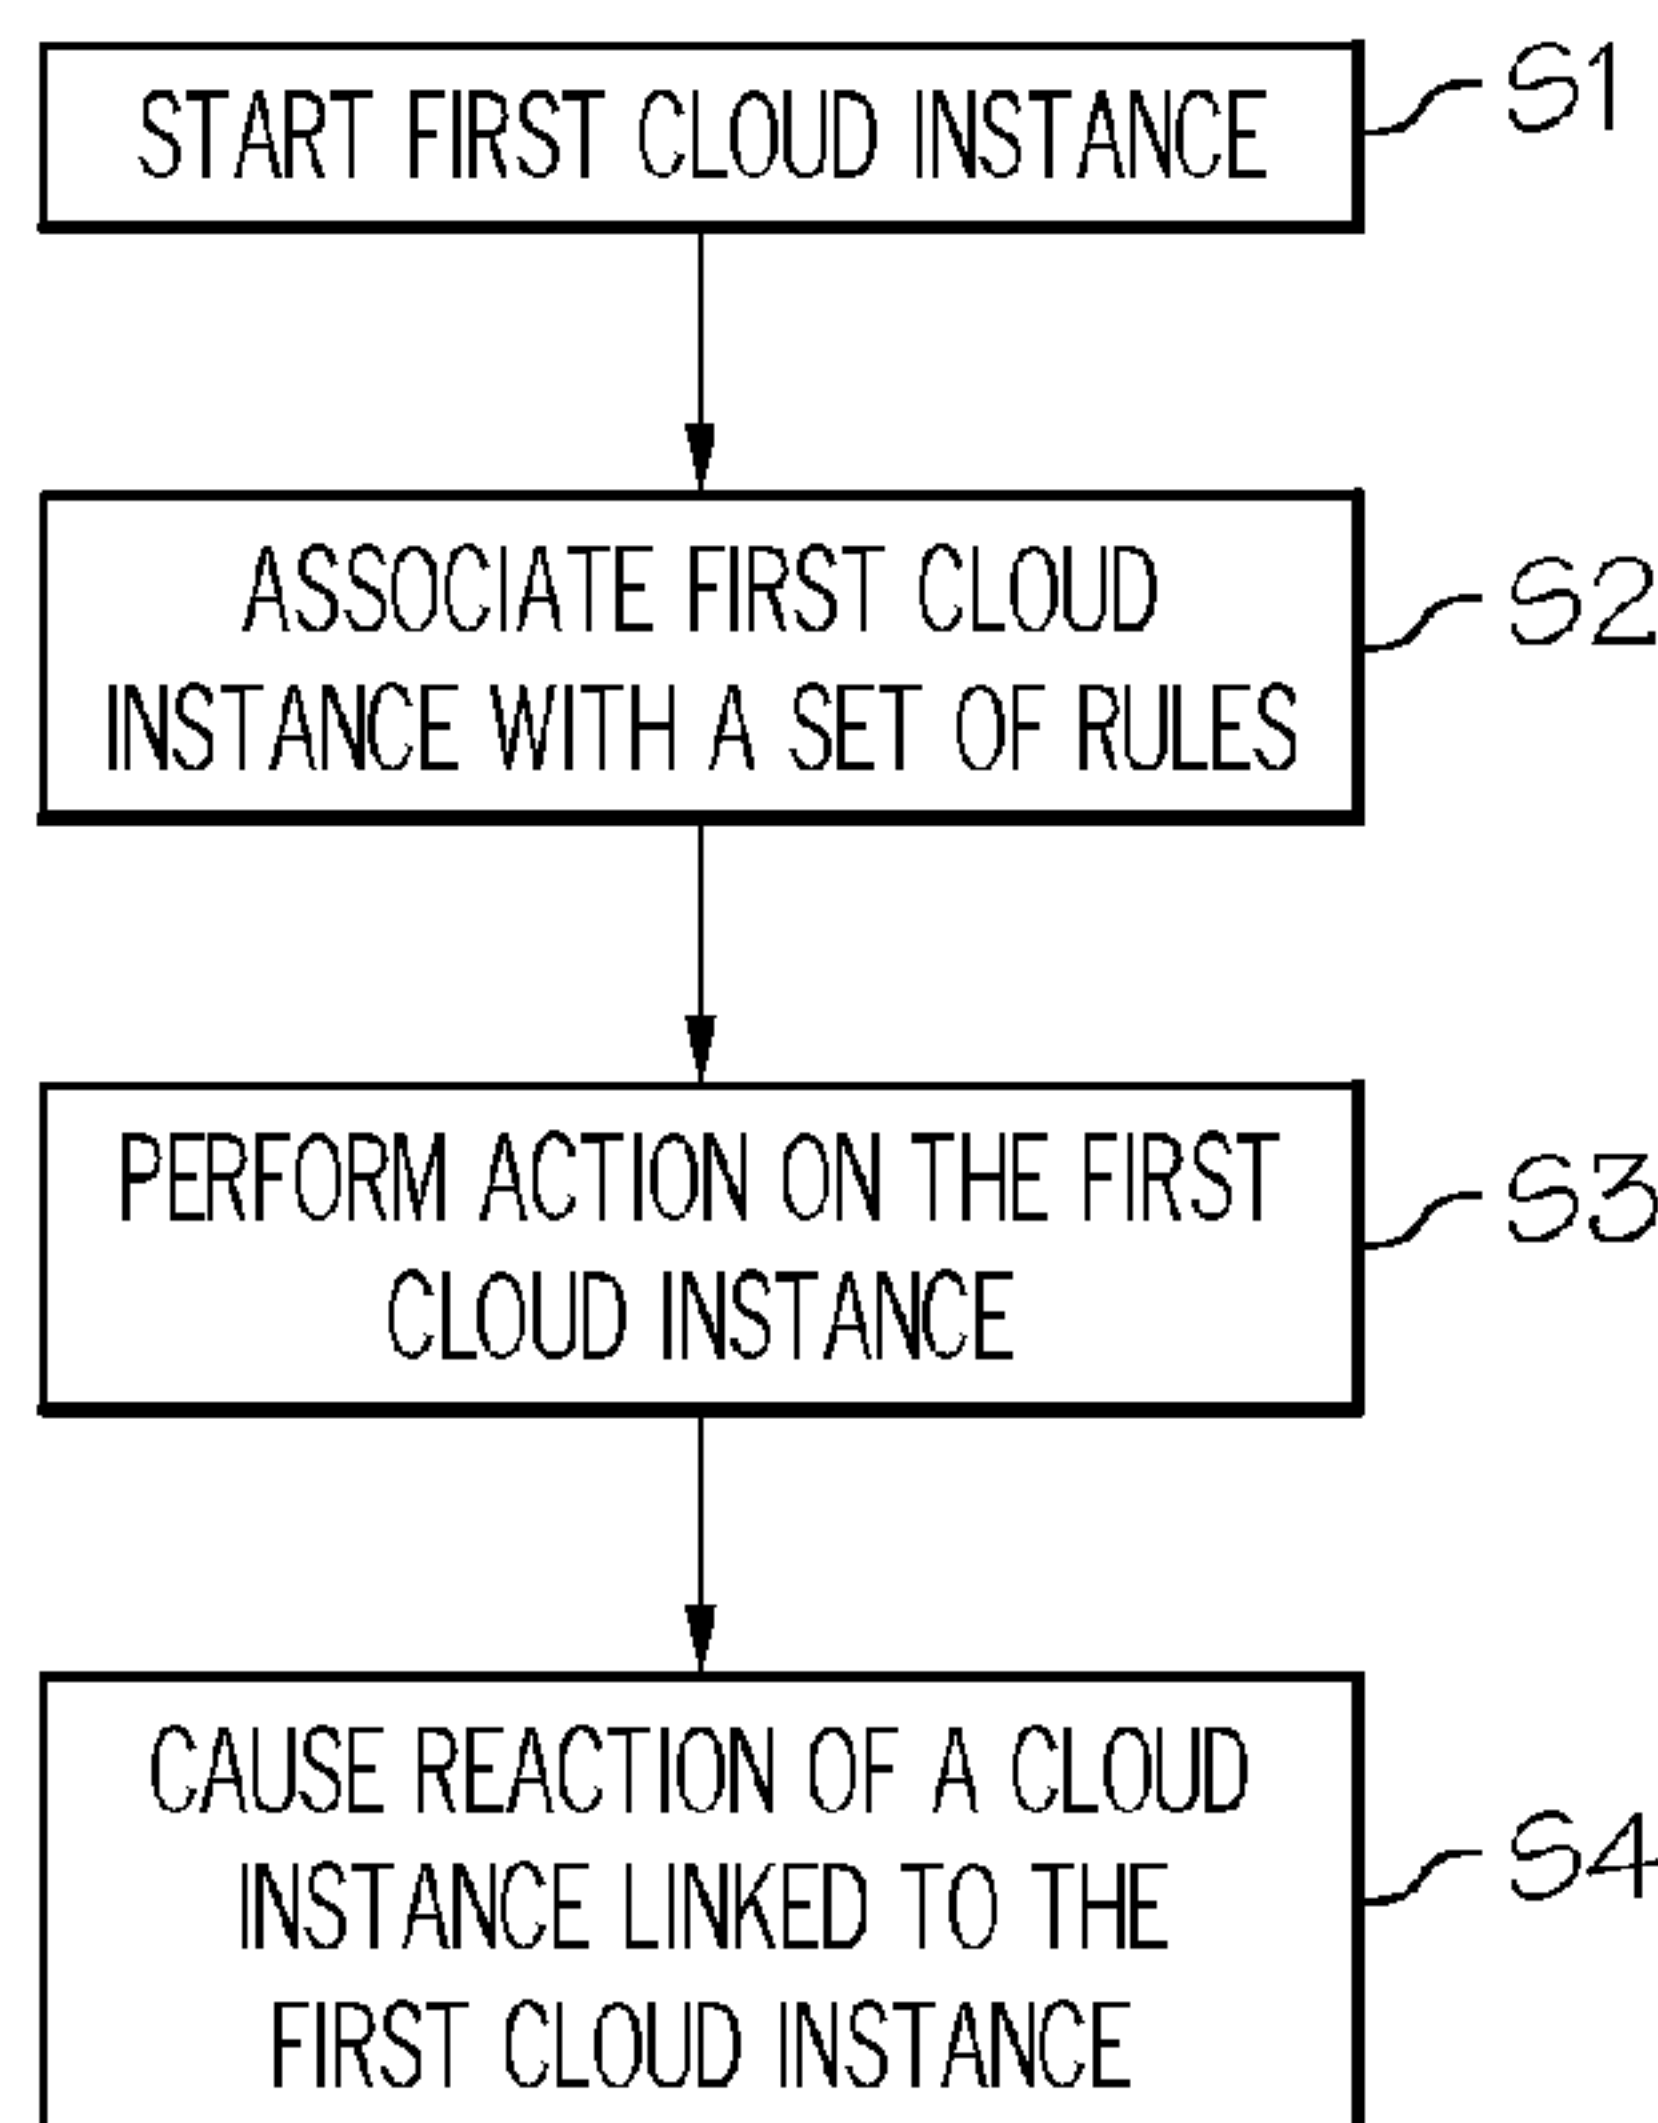 START FIRST CLOUD INSTANCE
S1
ASSOCIATE FIRST CLOUD
INSTANCE WITH A SET OF RULES
S2
PERFORM ACTION ON THE FIRST
CLOUD INSTANCE
S3
CAUSE REACTION OF A CLOUD
INSTANCE LINKED TO THE
FIRST CLOUD INSTANCE
S4